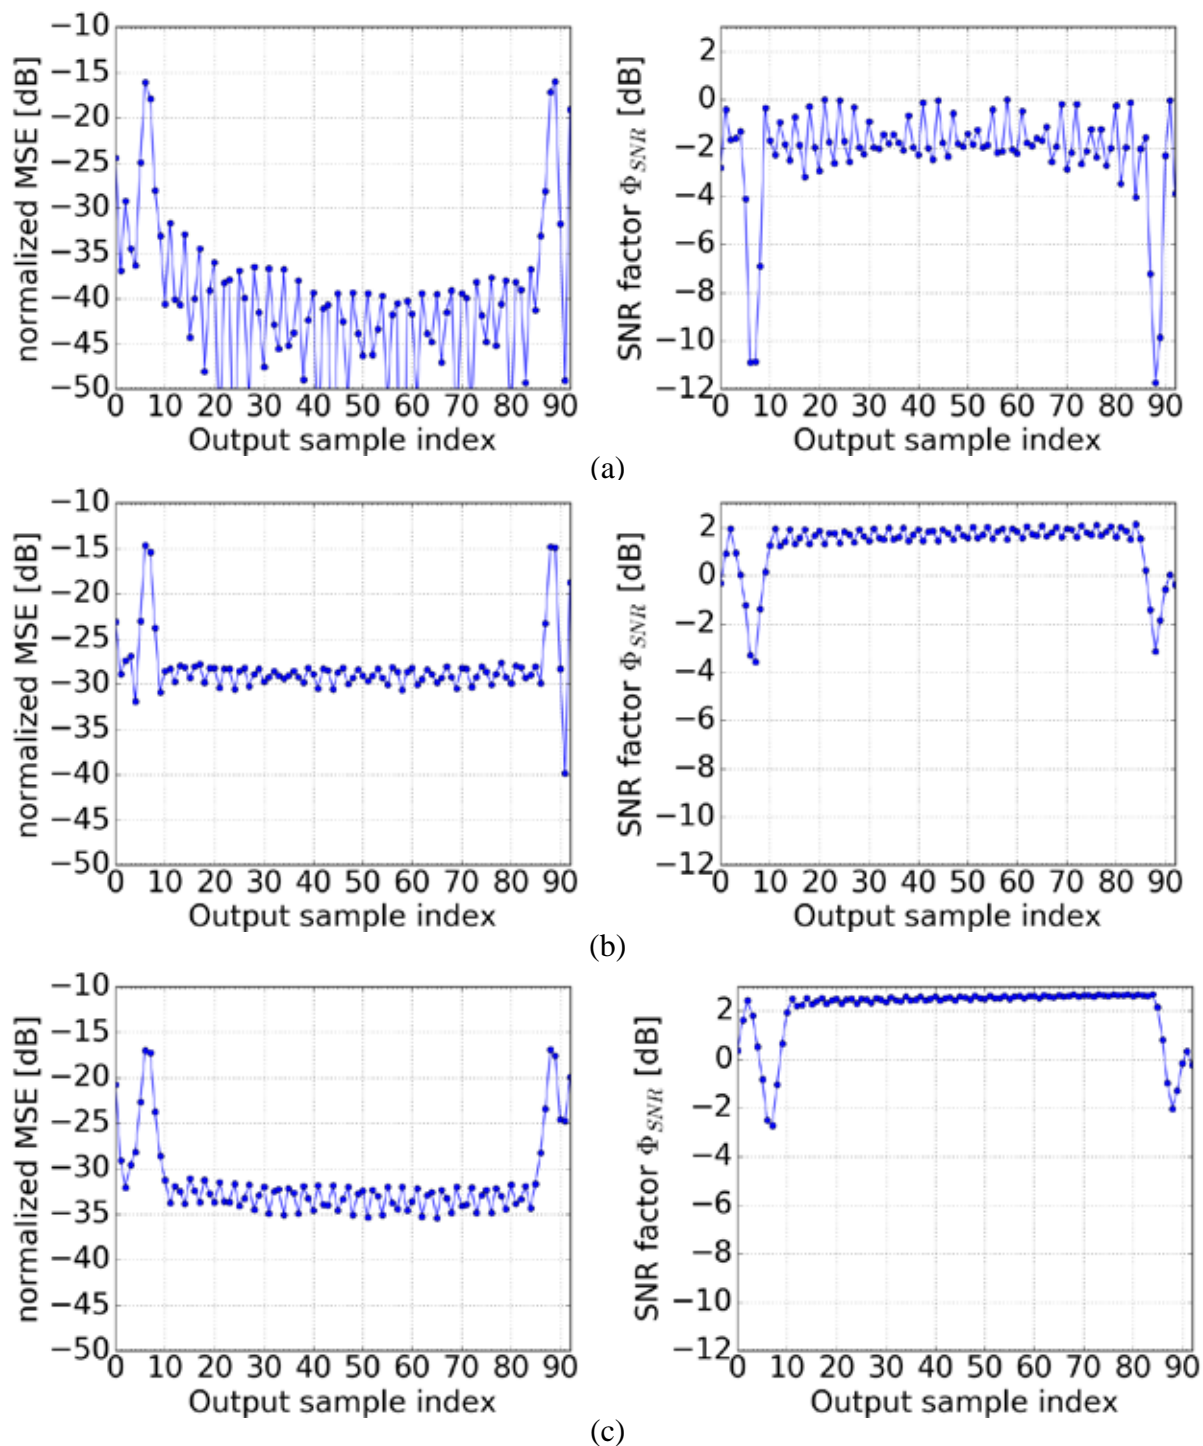 −10
−15
−20
−25
−30
−35
−40
−45
−50
normalized MSE [dB]
0 10 20 30 40 50 60 70 80 90
Output sample index
2
0
−2
−4
−6
−8
−10
−12
SNR factor Φ_SNR [dB]
0 10 20 30 40 50 60 70 80 90
Output sample index
(a)
−10
−15
−20
−25
−30
−35
−40
−45
−50
normalized MSE [dB]
0 10 20 30 40 50 60 70 80 90
Output sample index
2
0
−2
−4
−6
−8
−10
−12
SNR factor Φ_SNR [dB]
0 10 20 30 40 50 60 70 80 90
Output sample index
(b)
−10
−15
−20
−25
−30
−35
−40
−45
−50
normalized MSE [dB]
0 10 20 30 40 50 60 70 80 90
Output sample index
2
0
−2
−4
−6
−8
−10
−12
SNR factor Φ_SNR [dB]
0 10 20 30 40 50 60 70 80 90
Output sample index
(c)